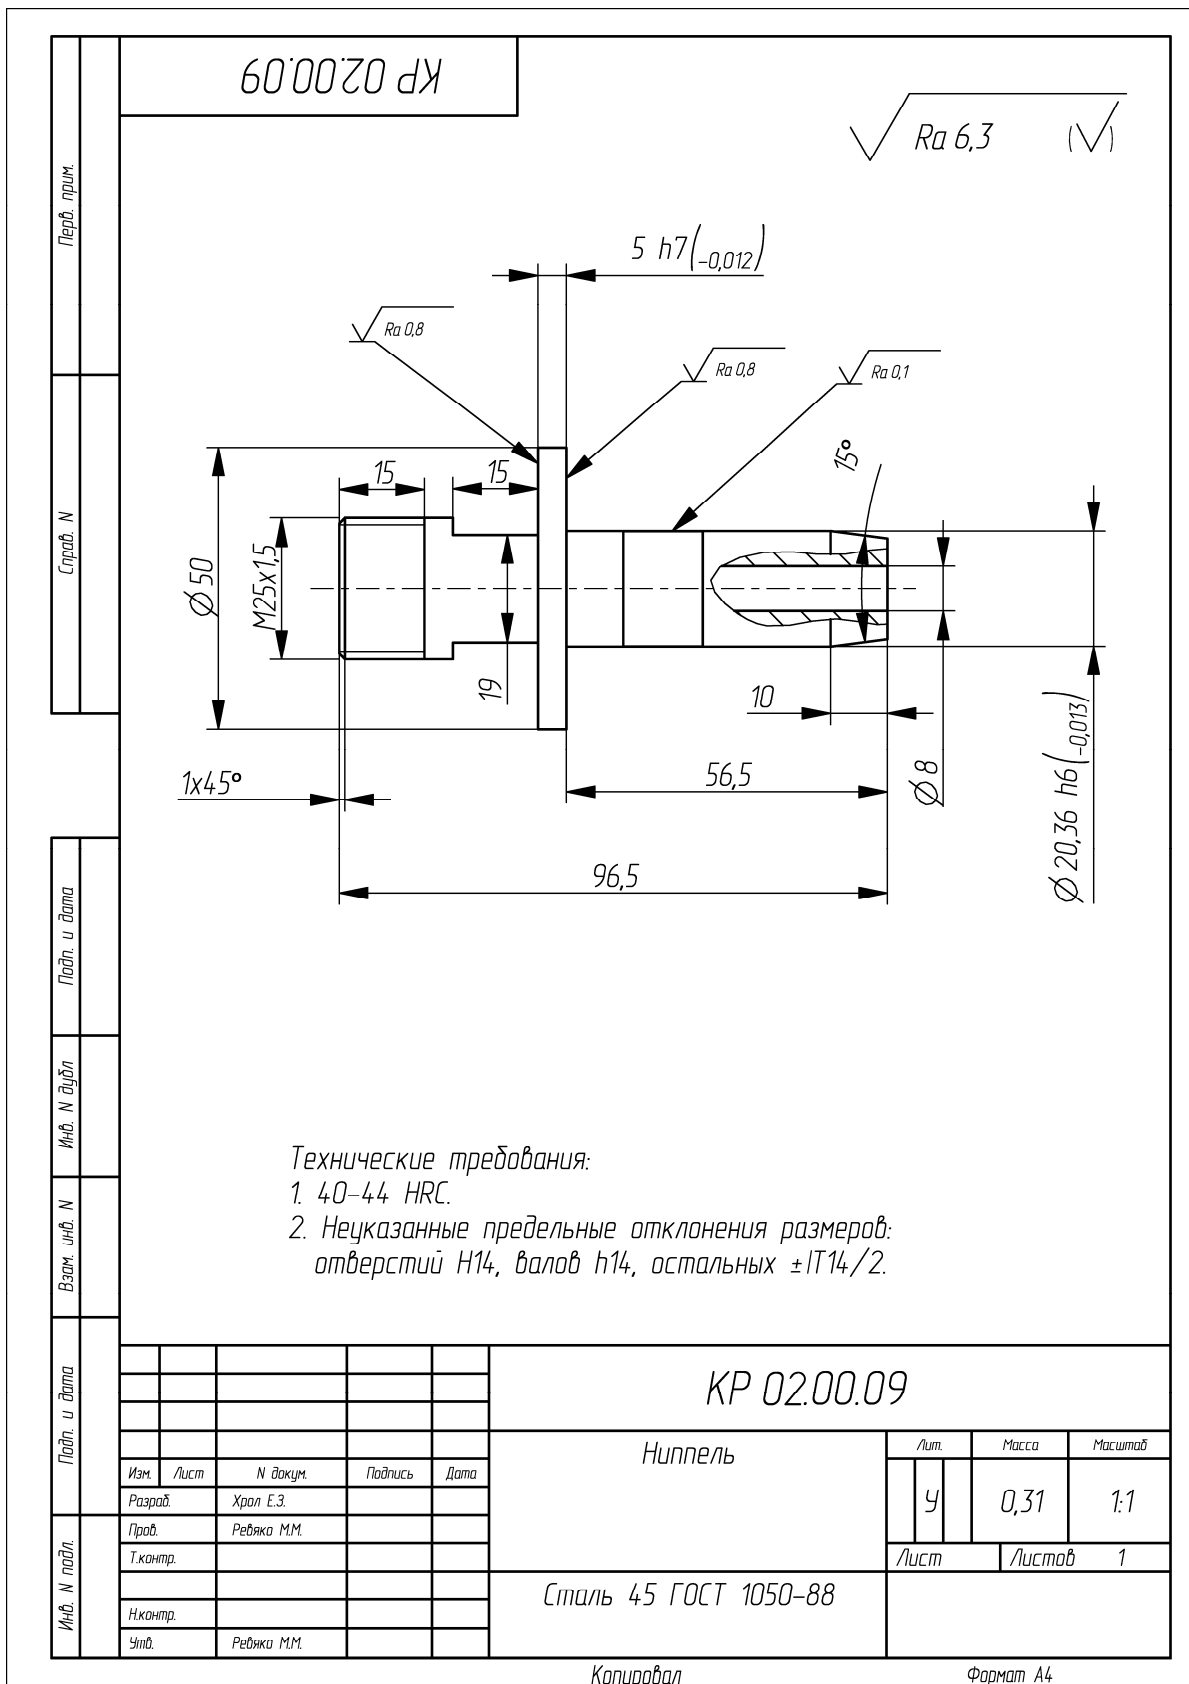 КР 02.00.09
Перв. прим.
Справ. N
Подп. и дата
Инв. N дубл
Взам. инв. N
Подп. и дата
Инв. N подл.
Ra 6,3 (√)
5 h7(-0,012)
Ra 0,8
Ra 0,8
Ra 0,1
15°
15
15
⌀50
M25x1,5
19
10
1x45°
56,5
⌀8
⌀20,36 h6(-0,013)
96,5
Технические требования:
1. 40-44 HRC.
2. Неуказанные предельные отклонения размеров:
отверстий H14, валов h14, остальных ±IT14/2.
КР 02.00.09
Ниппель
Лит. Масса Масштаб
Изм. Лист N докум. Подпись Дата
У 0,31 1:1
Разраб. Хрол Е.Э.
Пров. Ревяко М.М.
Т.контр.
Лист Листов 1
Сталь 45 ГОСТ 1050-88
Н.контр.
Утв. Ревяко М.М.
Копировал Формат А4